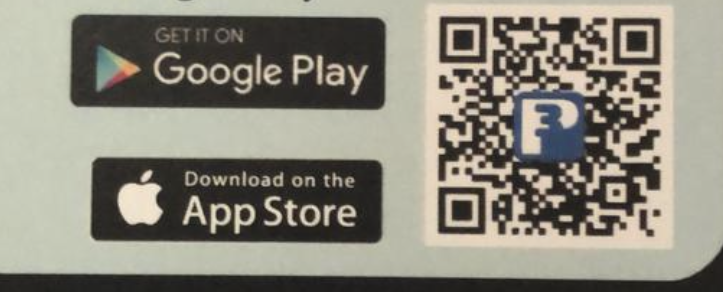 GET IT ON
Google Play
Download on the
App Store